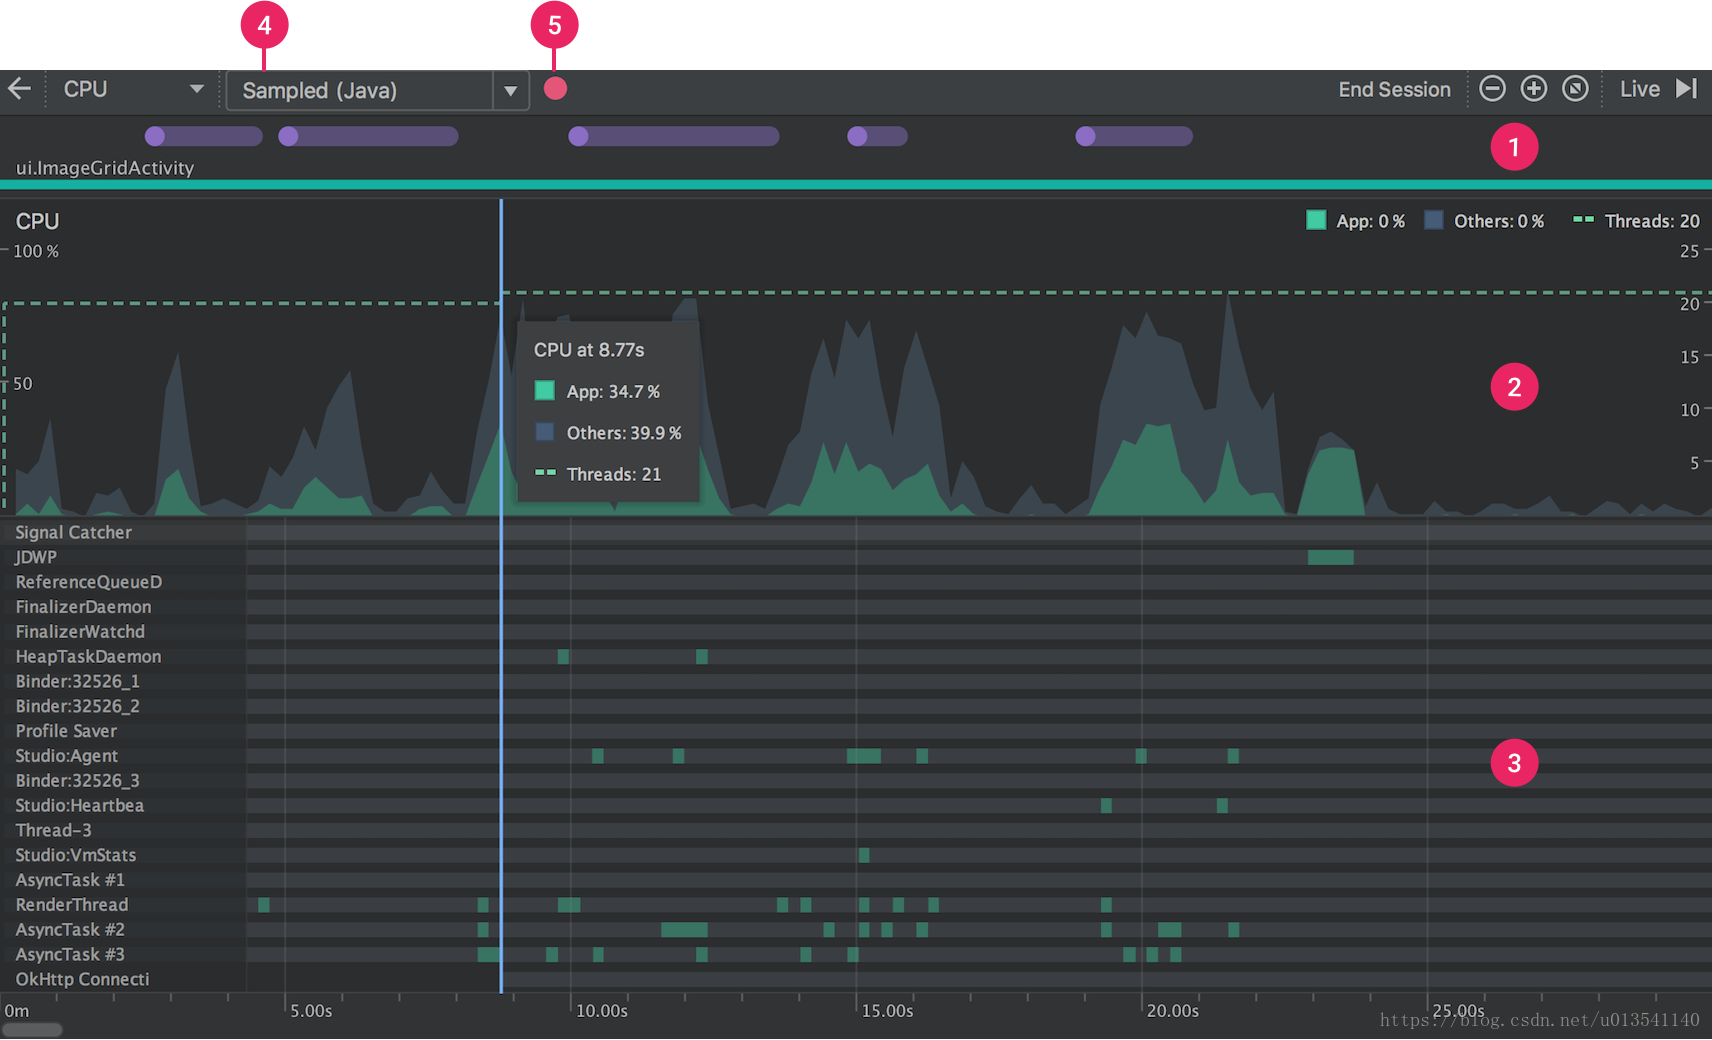 4 5
CPU Sampled (Java) End Session Live
1
ui.ImageGridActivity
CPU App: 0 % Others: 0 % Threads: 20
100 % 25
20
CPU at 8.77s
15
50 App: 34.7 % 2
10
Others: 39.9 %
5
Threads: 21
Signal Catcher
JDWP
ReferenceQueueD
FinalizerDaemon
FinalizerWatchd
HeapTaskDaemon
Binder:32526_1
Binder:32526_2
Profile Saver
Studio:Agent 3
Binder:32526_3
Studio:Heartbea
Thread-3
Studio:VmStats
AsyncTask #1
RenderThread
AsyncTask #2
AsyncTask #3
OkHttp Connecti
0m 5.00s 10.00s 15.00s 20.00s 25.00s
https://blog.csdn.net/u013541140